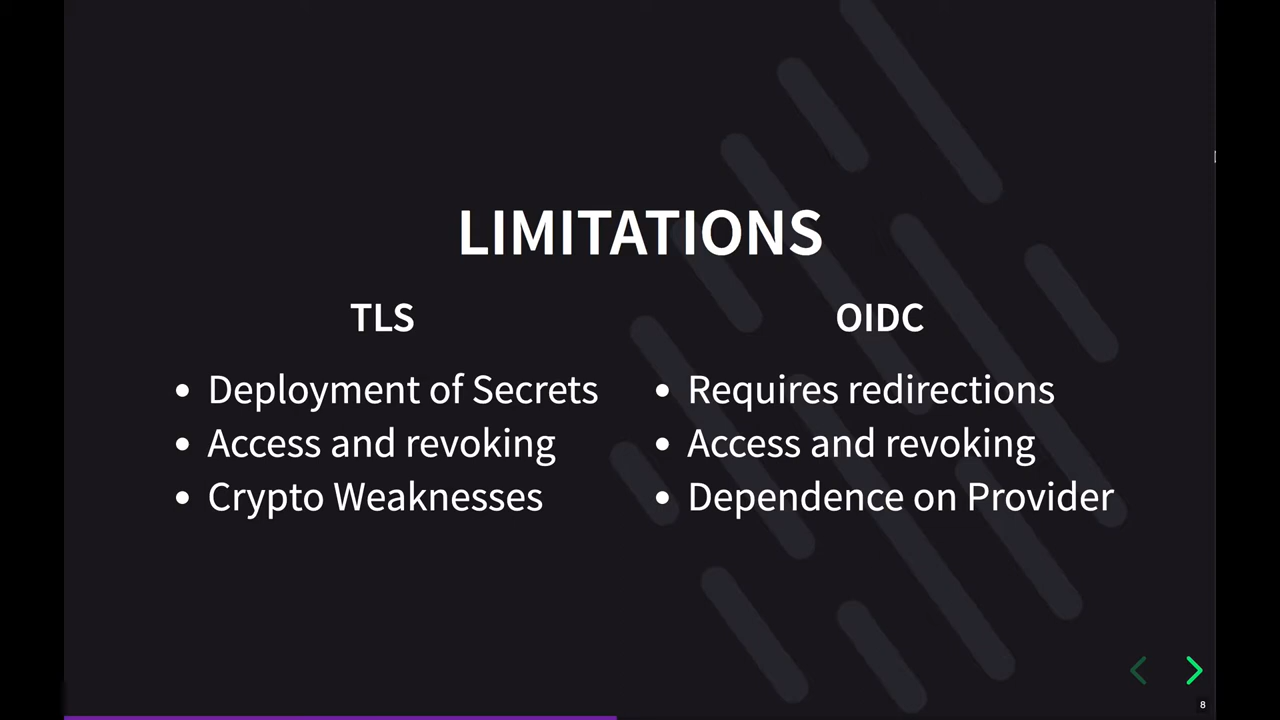 LIMITATIONS
TLS
Deployment of Secrets
Access and revoking
Crypto Weaknesses
OIDC
Requires redirections
Access and revoking
Dependence on Provider
8